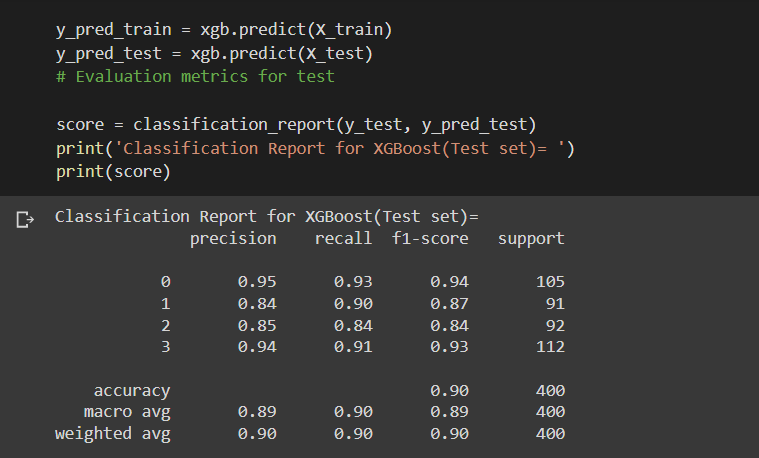 y_pred_train = xgb.predict(X_train)
y_pred_test = xgb.predict(X_test)
# Evaluation metrics for test
score = classification_report(y_test, y_pred_test)
print('Classification Report for XGBoost(Test set)= ')
print(score)
Classification Report for XGBoost(Test set)=
precision recall f1-score support
0 0.95 0.93 0.94 105
1 0.84 0.90 0.87 91
2 0.85 0.84 0.84 92
3 0.94 0.91 0.93 112
accuracy 0.90 400
macro avg 0.89 0.90 0.89 400
weighted avg 0.90 0.90 0.90 400